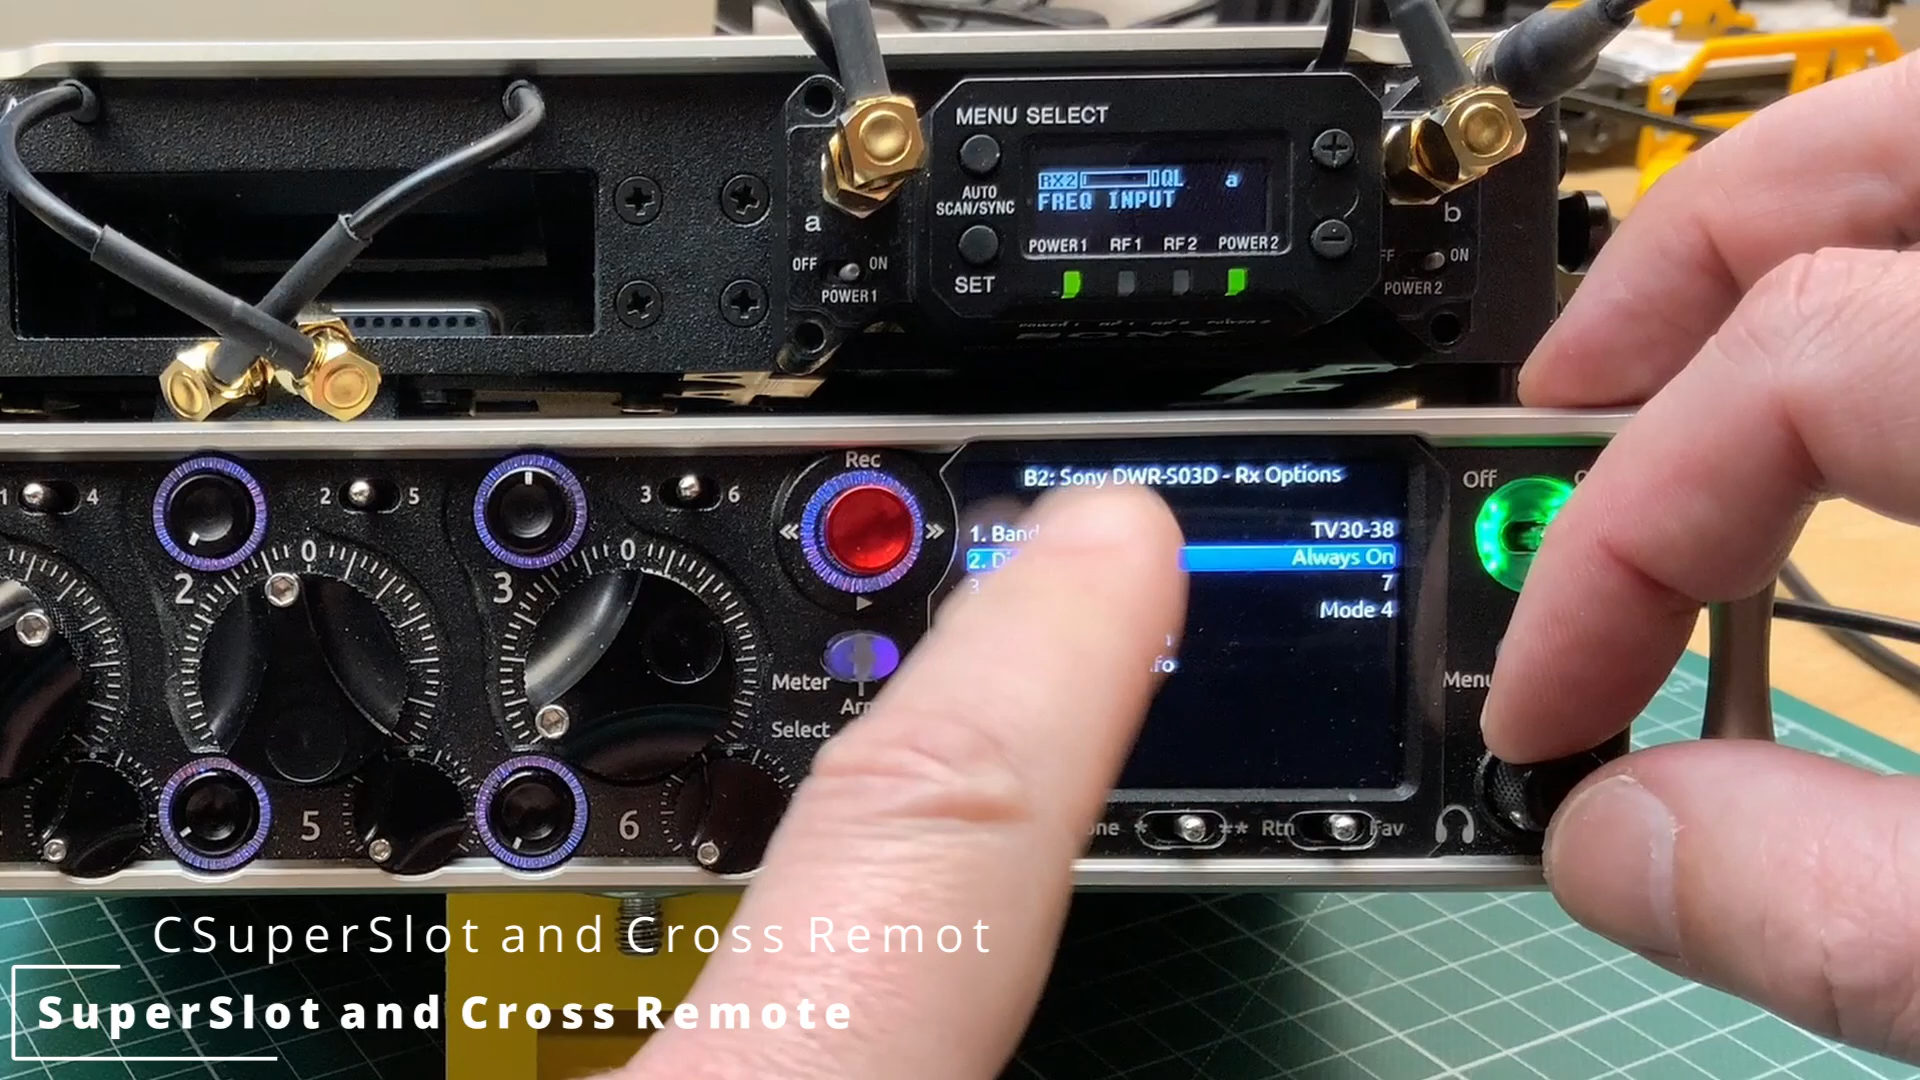 MENU SELECT
RX2 QL a
FREQ INPUT
AUTO
SCAN/SYNC
SET
POWER1 RF1 RF2 POWER2
a
OFF ON
POWER1
b
ON
POWER2
SONY
Rec
Off
1 4
2 5
3 6
B2: Sony DWR-S03D - Rx Options
1. Band TV30-38
2. Always On
3 7
Mode 4
2 0
3 0
Meter
Select
Menu
5
6
* ** Rtn Fav
CSuperSlot and Cross Remot
SuperSlot and Cross Remote